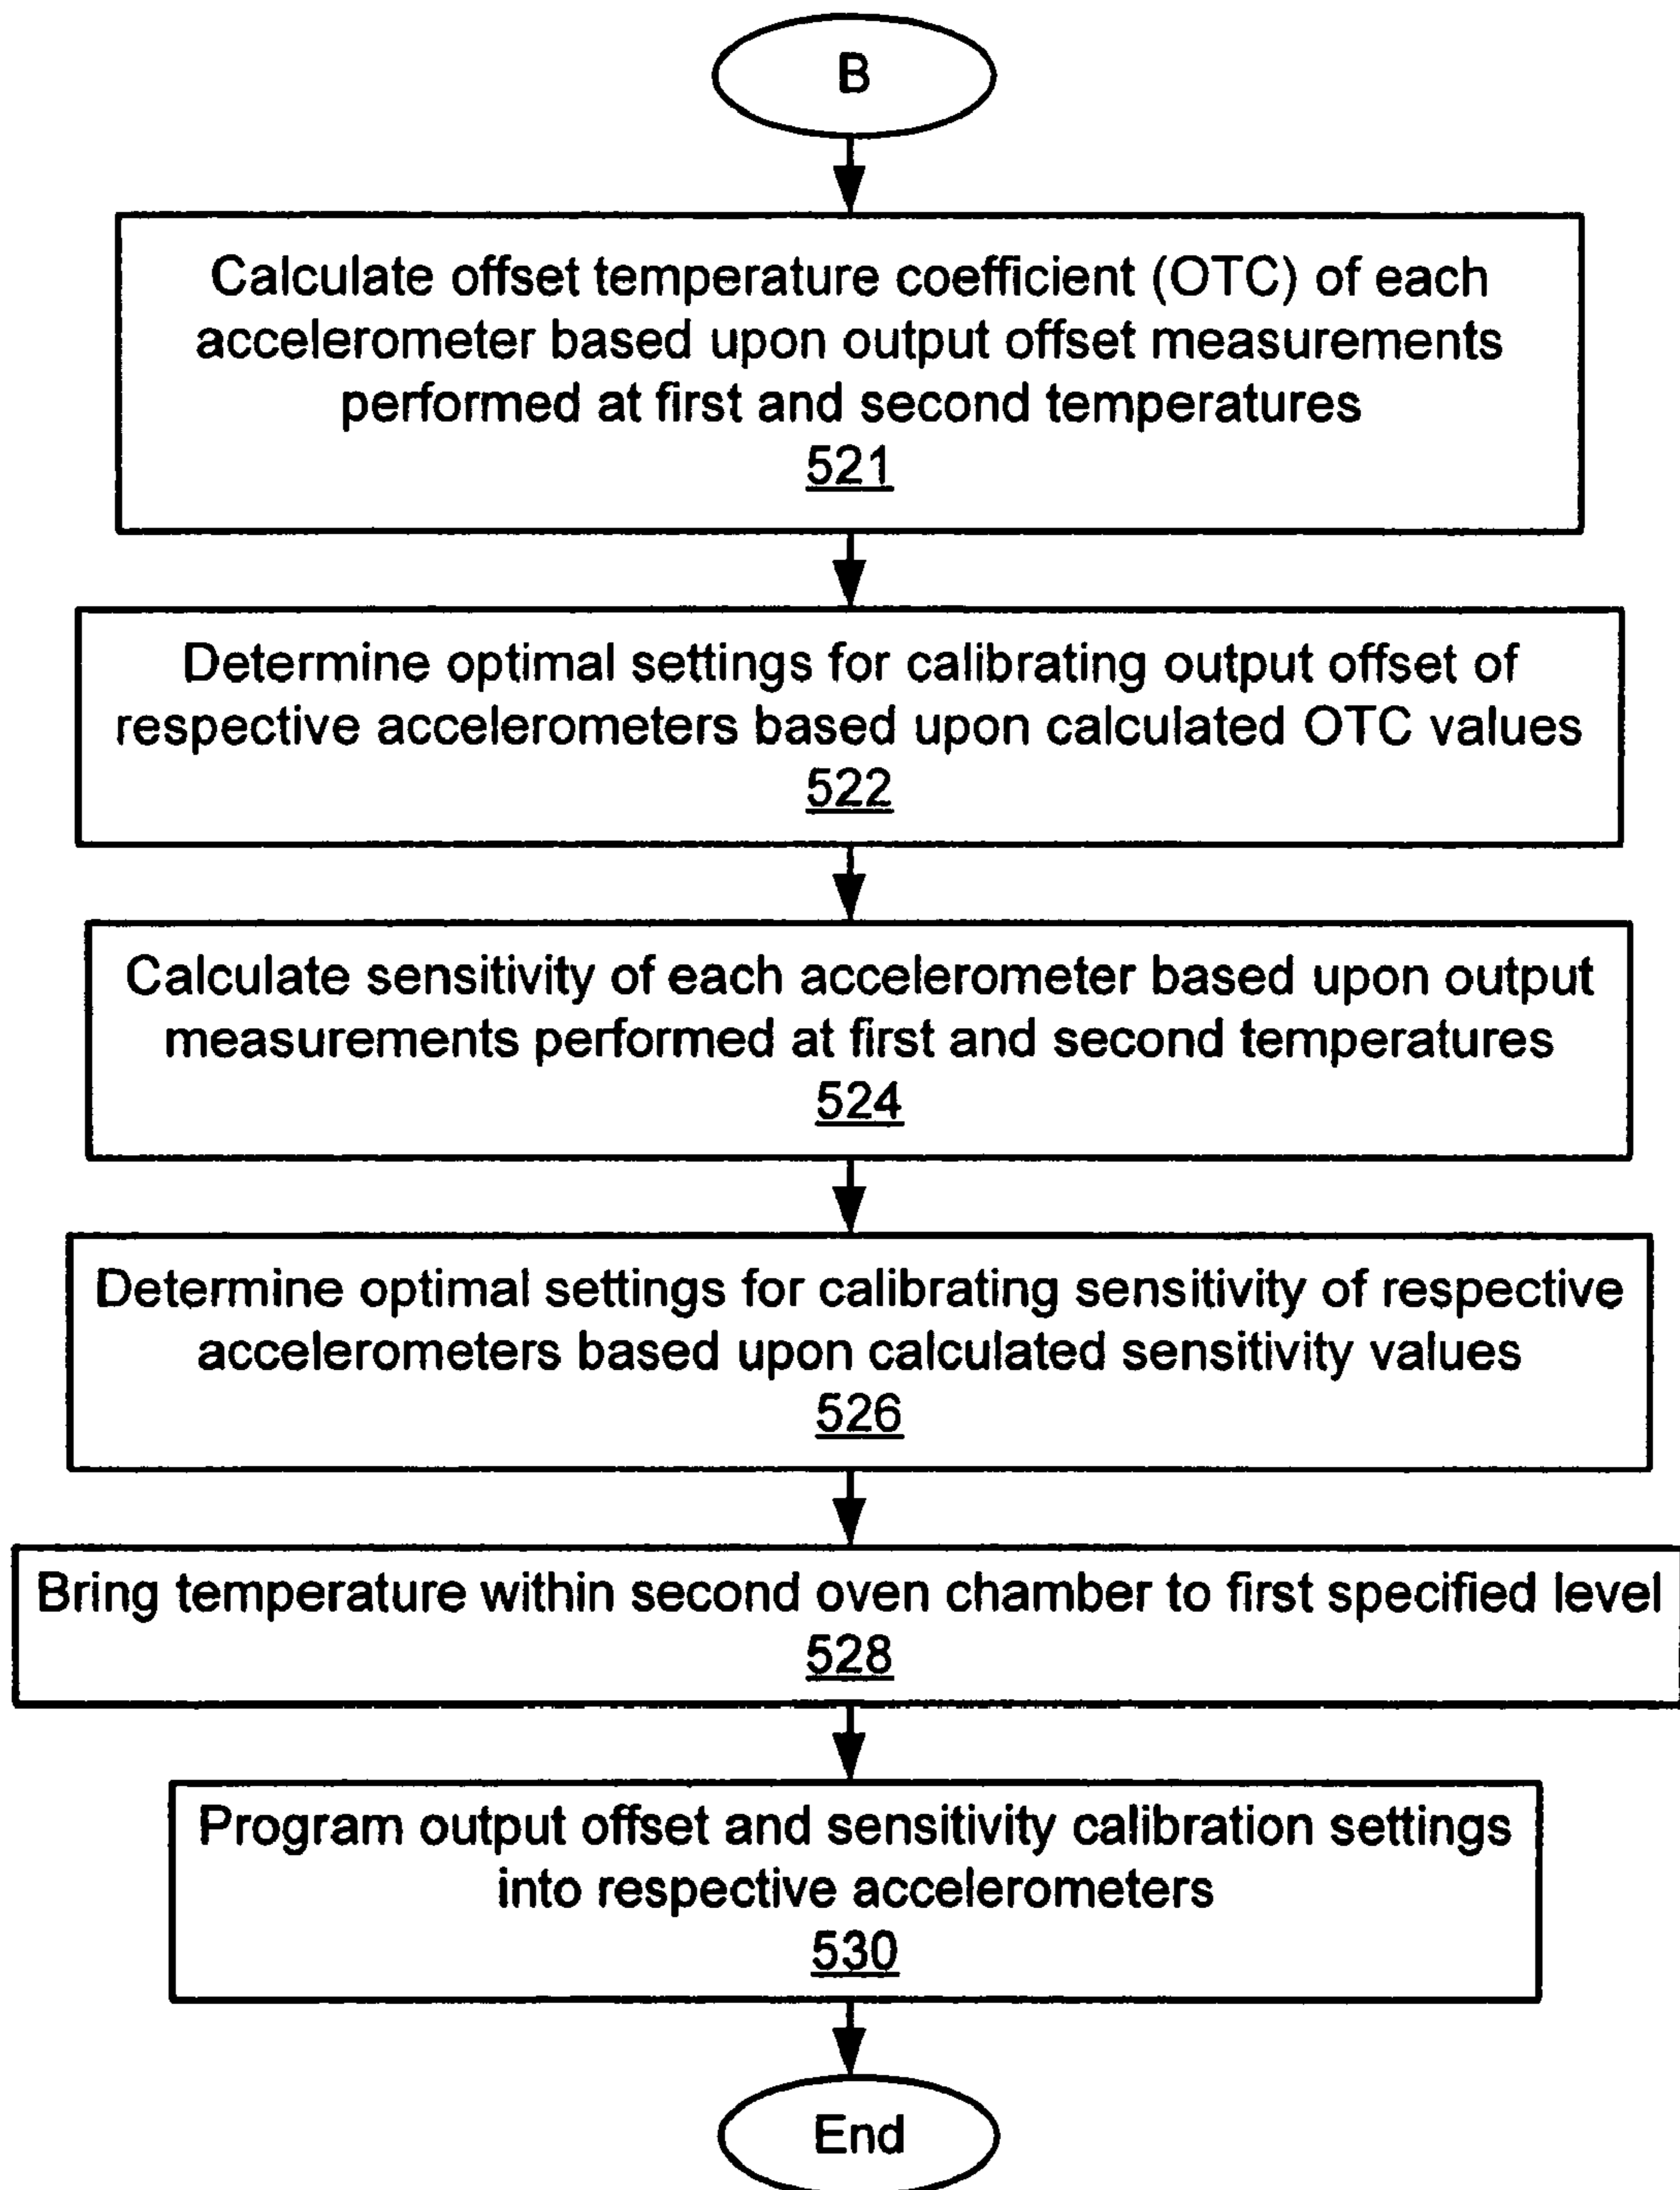 B
Calculate offset temperature coefficient (OTC) of each
accelerometer based upon output offset measurements
performed at first and second temperatures
521
Determine optimal settings for calibrating output offset of
respective accelerometers based upon calculated OTC values
522
Calculate sensitivity of each accelerometer based upon output
measurements performed at first and second temperatures
524
Determine optimal settings for calibrating sensitivity of respective
accelerometers based upon calculated sensitivity values
526
Bring temperature within second oven chamber to first specified level
528
Program output offset and sensitivity calibration settings
into respective accelerometers
530
End